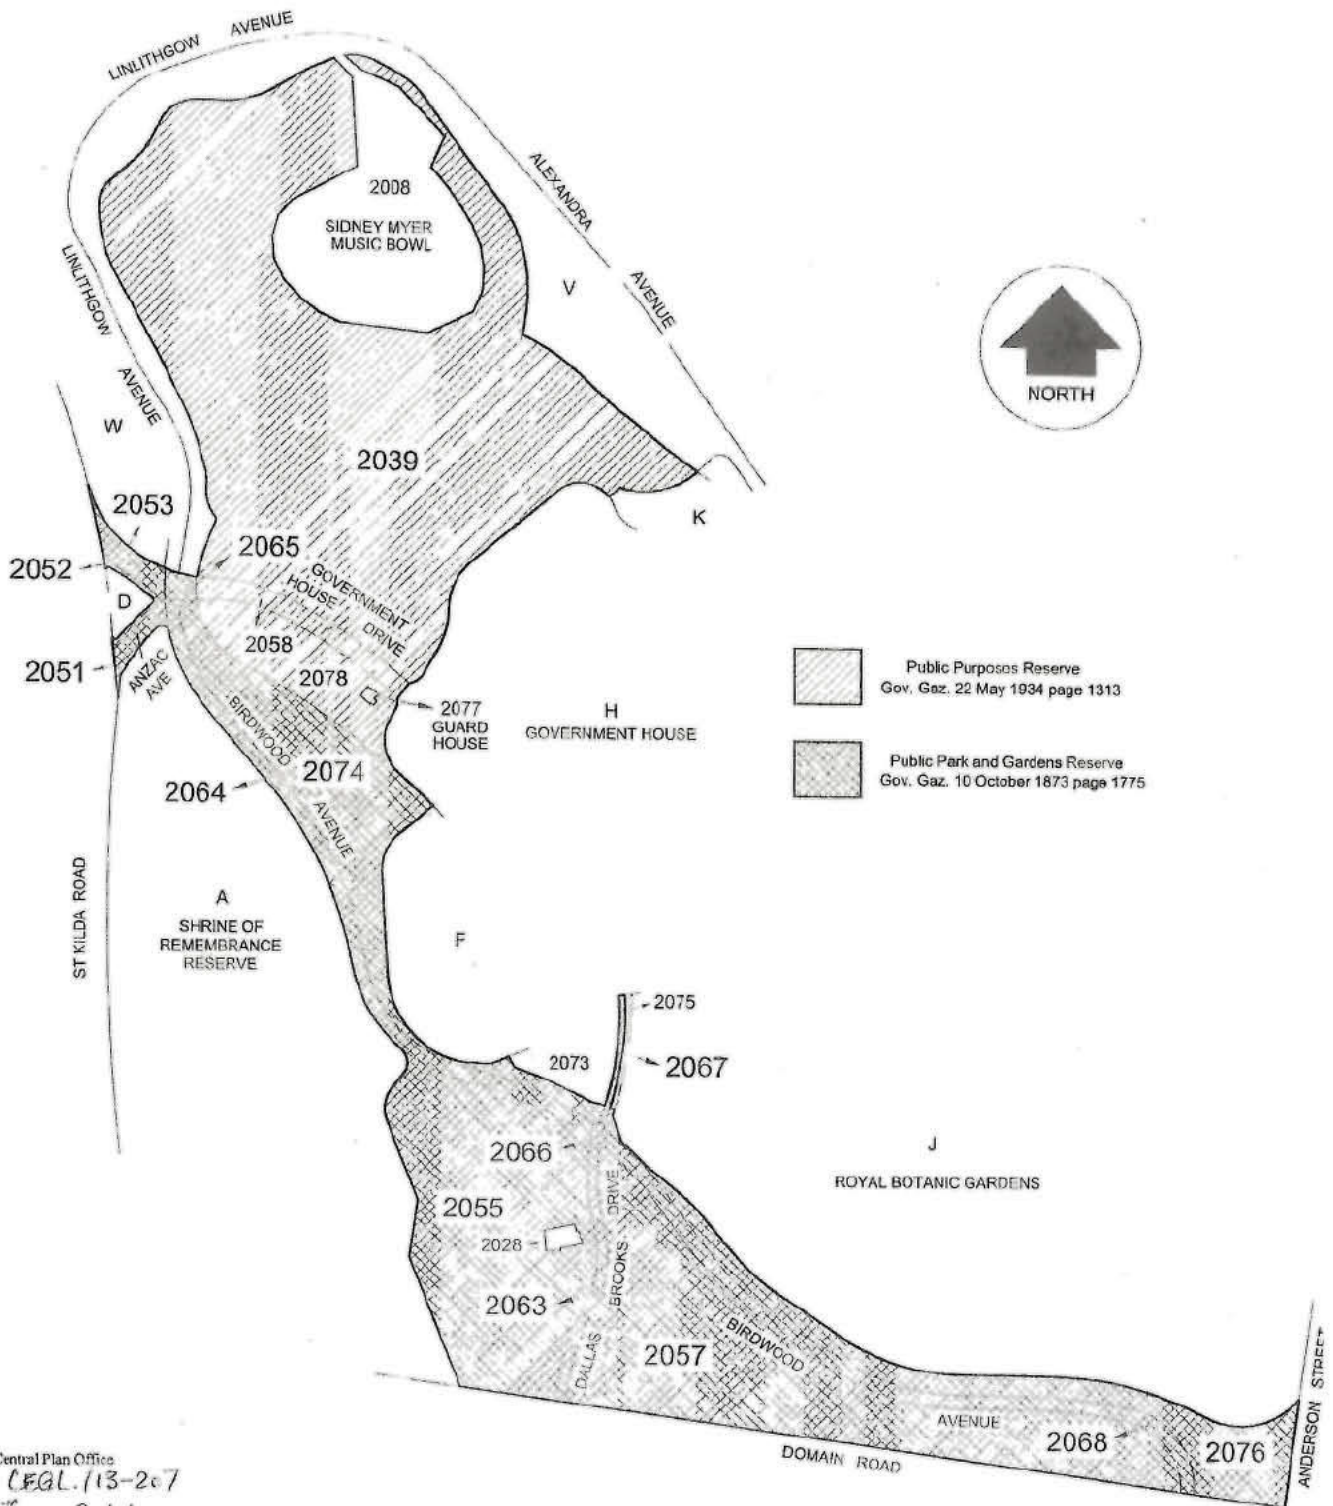 LINLITHGOW AVENUE
ALEXANDRA AVENUE
2008
SIDNEY MYER
MUSIC BOWL
LINLITHGOW AVENUE
V
NORTH
W
2039
2053
K
2065
2052
GOVERNMENT
HOUSE DRIVE
D
2058
2051
ANZAC
AVE
2078
2077
GUARD
HOUSE
H
GOVERNMENT HOUSE
Public Purposes Reserve
Gov. Gaz. 22 May 1934 page 1313
BIRDWOOD AVENUE
2074
2064
Public Park and Gardens Reserve
Gov. Gaz. 10 October 1873 page 1775
ST KILDA ROAD
A
SHRINE OF
REMEMBRANCE
RESERVE
F
2075
2073
2067
2066
J
ROYAL BOTANIC GARDENS
2055
2028
DALLAS BROOKS DRIVE
2063
2057
BIRDWOOD AVENUE
2068
2076
DOMAIN ROAD
ANDERSON STREET
Central Plan Office
CEGL./13-207